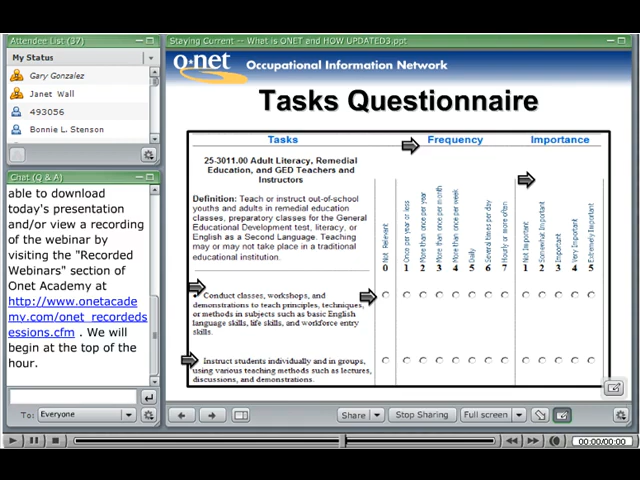 Attendee List (37)
My Status
Gary Gonzalez
Janet Wall
493056
Bonnie L. Stenson
Chat (Q & A)
able to download
today's presentation
and/or view a recording
of the webinar by
visiting the "Recorded
Webinars" section of
Onet Academy at
http://www.onetacade
my.com/onet_recordeds
essions.cfm . We will
begin at the top of the
hour.
To: Everyone
Staying Current -- What is ONET and HOW UPDATED3.ppt
o·net Occupational Information Network
Tasks Questionnaire
Tasks Frequency Importance
25-3011.00 Adult Literacy, Remedial
Education, and GED Teachers and
Instructors
Definition: Teach or instruct out-of-school
youths and adults in remedial education
classes, preparatory classes for the General
Educational Development test, literacy, or
English as a Second Language. Teaching
may or may not take place in a traditional
educational institution.
Not Relevant
Once per year or less
More than once per year
More than once per month
More than once per week
Daily
Several times per day
Hourly or more often
Not Important
Somewhat Important
Important
Very Important
Extremely Important
0 1 2 3 4 5 6 7 1 2 3 4 5
Conduct classes, workshops, and
demonstrations to teach principles, techniques,
or methods in subjects such as basic English
language skills, life skills, and workforce entry
skills.
Instruct students individually and in groups,
using various teaching methods such as lectures,
discussions, and demonstrations.
Share Stop Sharing Full screen
00:00/00:00